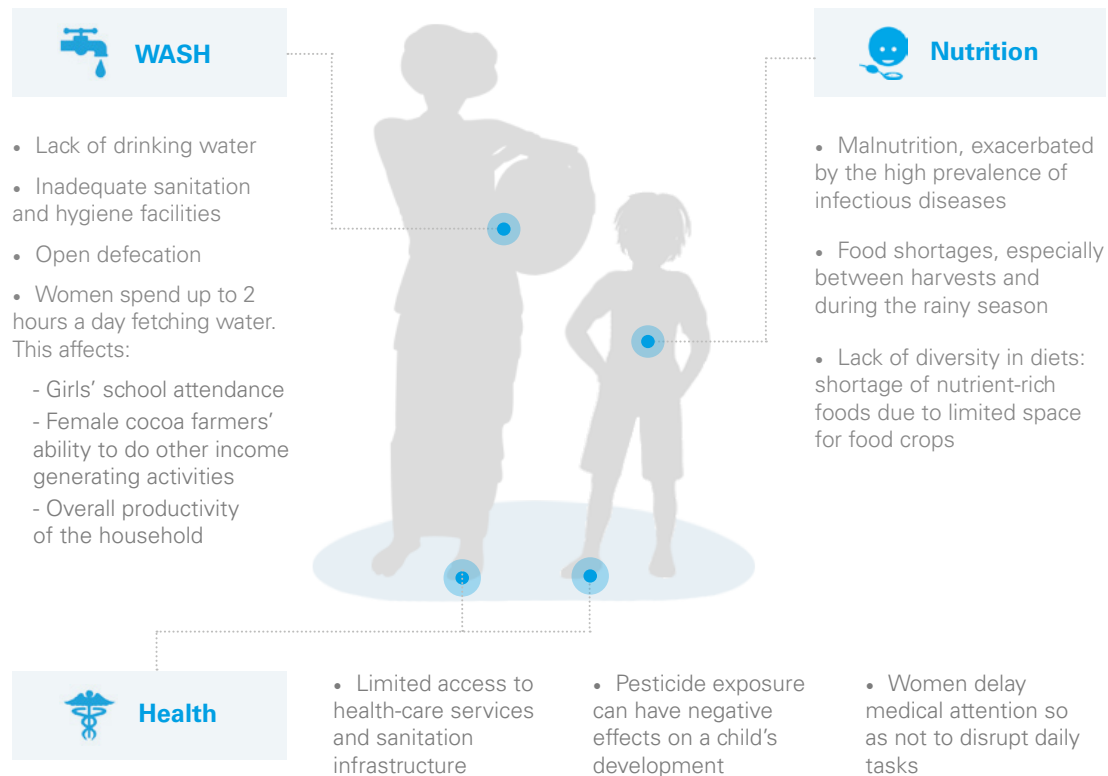 WASH
• Lack of drinking water
• Inadequate sanitation
and hygiene facilities
• Open defecation
• Women spend up to 2
hours a day fetching water.
This affects:
- Girls’ school attendance
- Female cocoa farmers’
ability to do other income
generating activities
- Overall productivity
of the household
Nutrition
• Malnutrition, exacerbated
by the high prevalence of
infectious diseases
• Food shortages, especially
between harvests and
during the rainy season
• Lack of diversity in diets:
shortage of nutrient-rich
foods due to limited space
for food crops
Health
• Limited access to
health-care services
and sanitation
infrastructure
• Pesticide exposure
can have negative
effects on a child’s
development
• Women delay
medical attention so
as not to disrupt daily
tasks